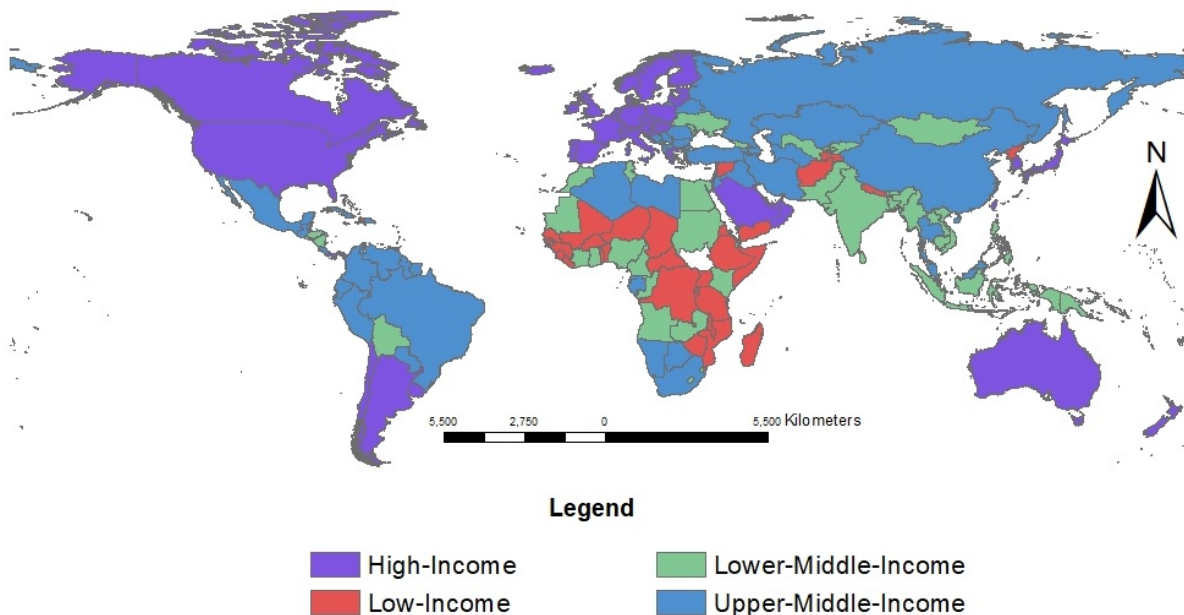 N
5,500 2,750 0 5,500 Kilometers
Legend
High-Income Lower-Middle-Income
Low-Income Upper-Middle-Income